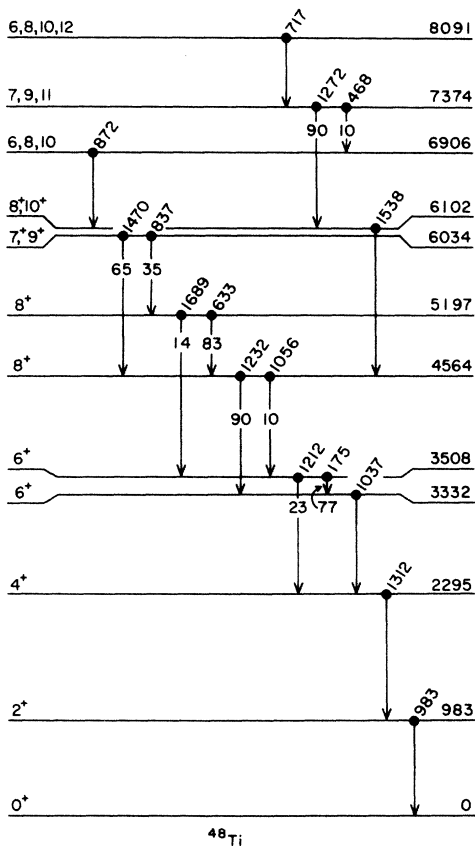 6,8,10,12 717 8091
7,9,11 1272 468 7374
90 10
6,8,10 872 6906
8⁺,10⁺ 1538 6102
7⁺,9⁺ 1470 837 6034
65 35
8⁺ 1689 633 5197
14 83
8⁺ 1232 1056 4564
90 10
6⁺ 1212 175 3508
6⁺ 1037 3332
23 77
4⁺ 1312 2295
2⁺ 983 983
0⁺ 0
⁴⁸Ti